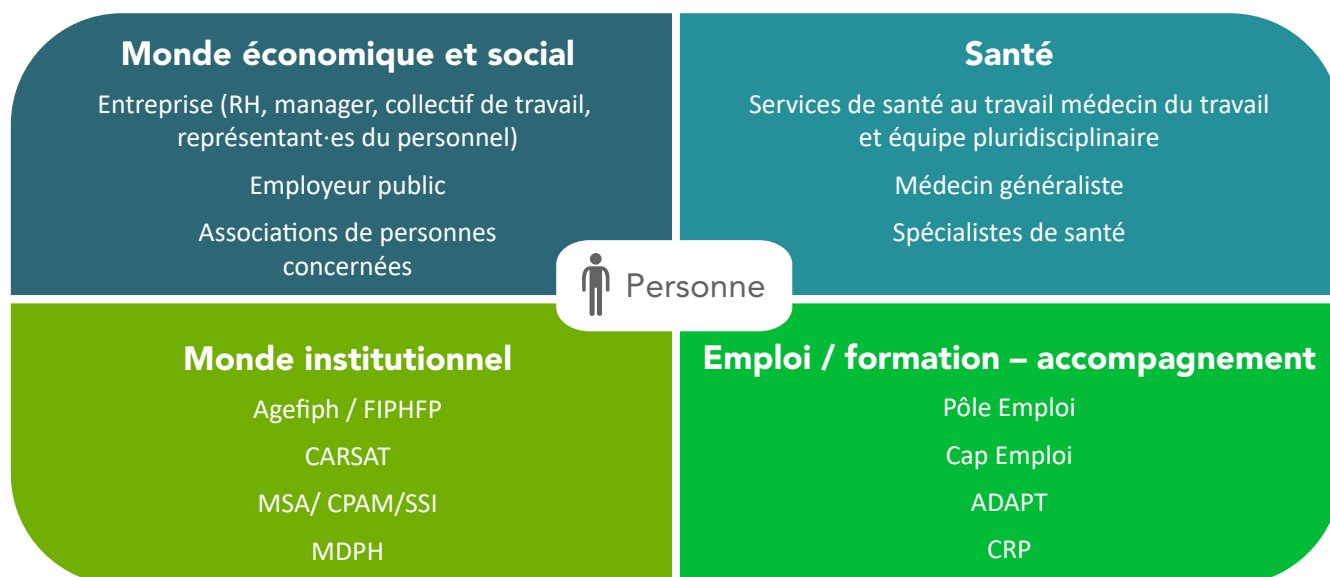 Monde économique et social
Entreprise (RH, manager, collectif de travail,
représentant·es du personnel)
Employeur public
Associations de personnes
concernées
Santé
Services de santé au travail médecin du travail
et équipe pluridisciplinaire
Médecin généraliste
Spécialistes de santé
Personne
Monde institutionnel
Agefiph / FIPHFP
CARSAT
MSA/ CPAM/SSI
MDPH
Emploi / formation – accompagnement
Pôle Emploi
Cap Emploi
ADAPT
CRP